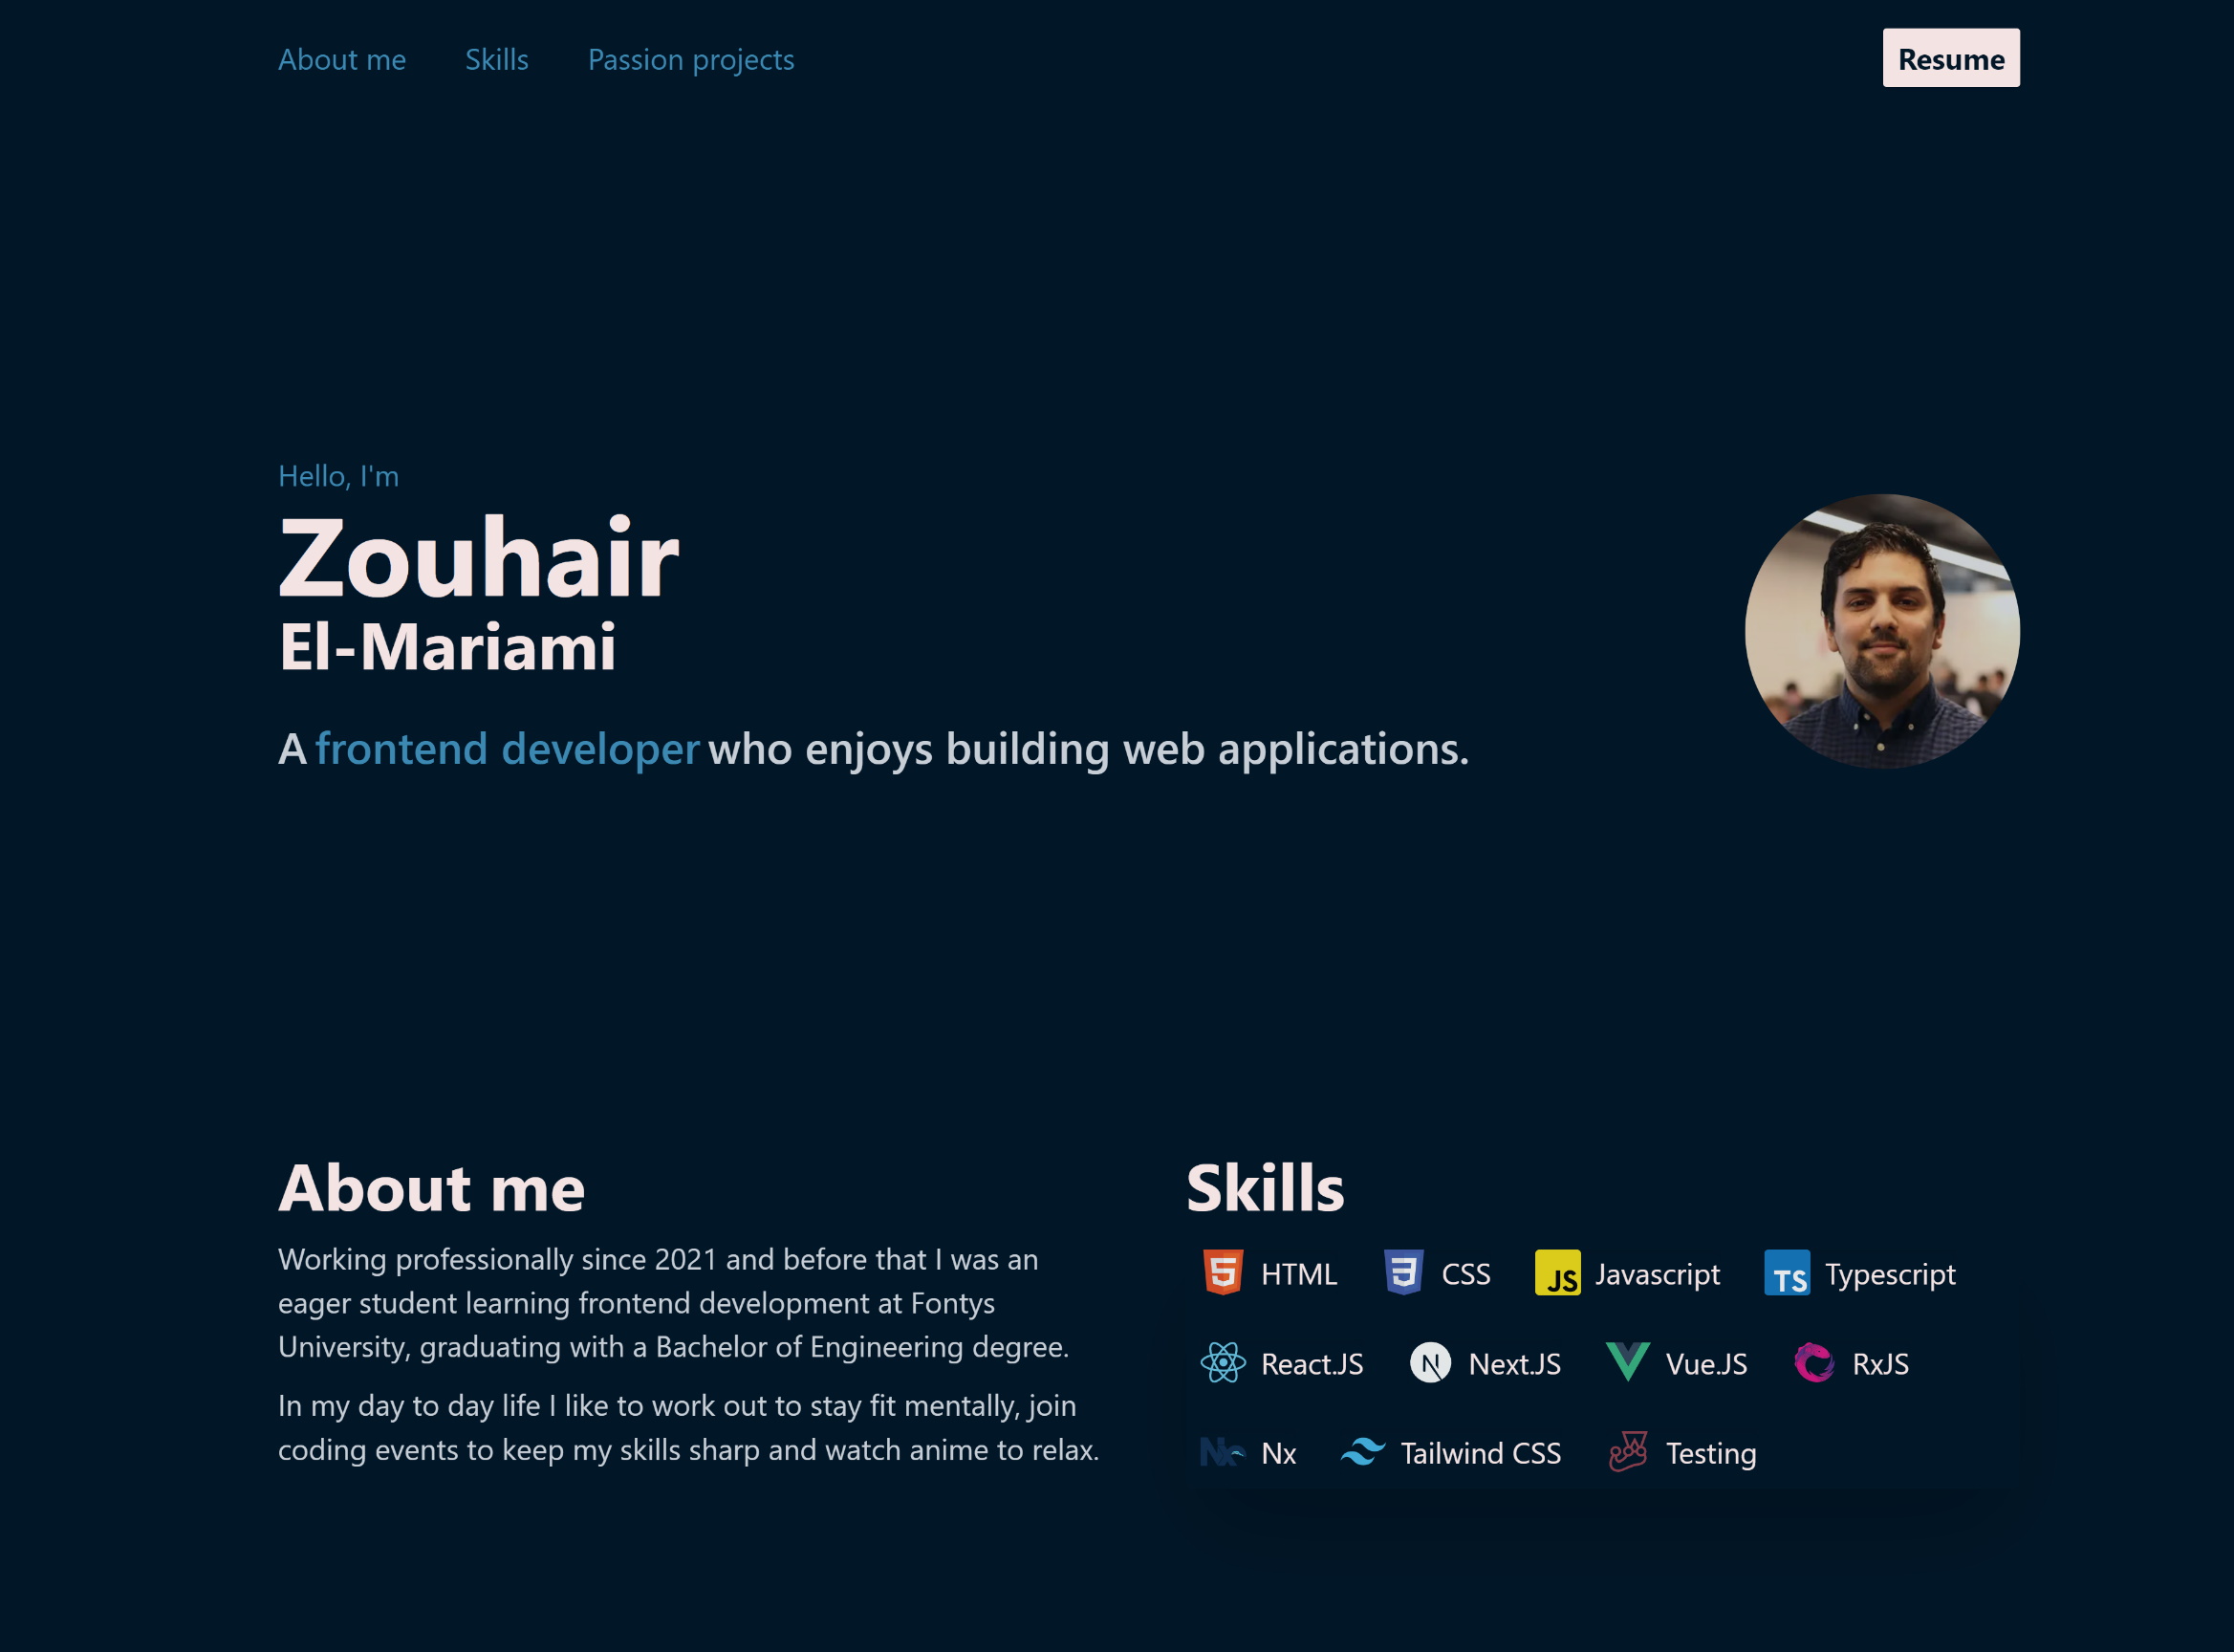 About me Skills Passion projects Resume
Hello, I'm
Zouhair
El-Mariami
A frontend developer who enjoys building web applications.
About me
Working professionally since 2021 and before that I was an
eager student learning frontend development at Fontys
University, graduating with a Bachelor of Engineering degree.
In my day to day life I like to work out to stay fit mentally, join
coding events to keep my skills sharp and watch anime to relax.
Skills
5 HTML 3 CSS JS Javascript TS Typescript
React.JS N Next.JS Vue.JS RxJS
Nx Nx Tailwind CSS Testing